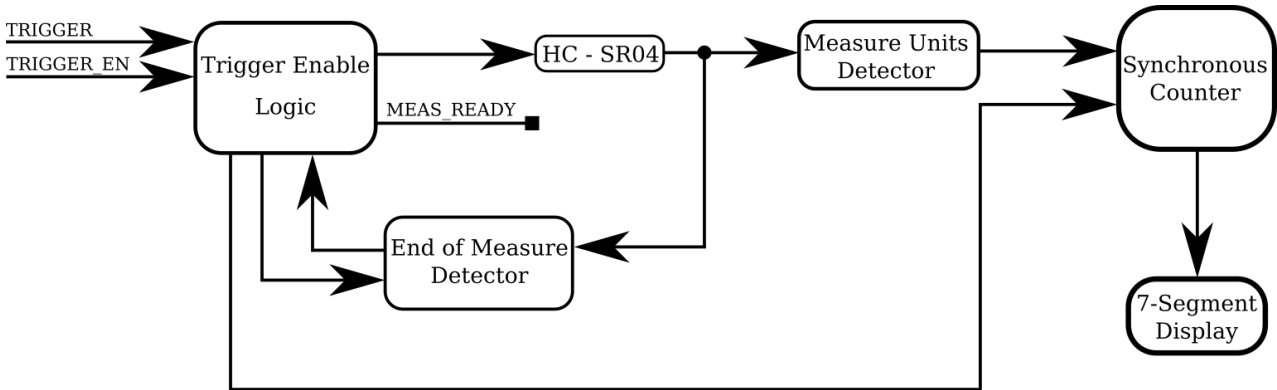 TRIGGER
TRIGGER_EN
Trigger Enable
Logic
HC - SR04
MEAS_READY
Measure Units
Detector
Synchronous
Counter
End of Measure
Detector
7-Segment
Display